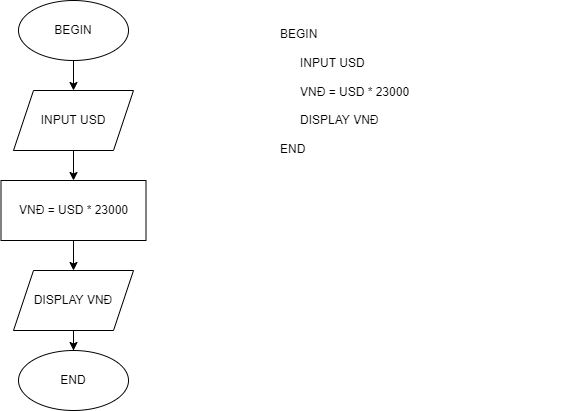 BEGIN
INPUT USD
VNĐ = USD * 23000
DISPLAY VNĐ
END
BEGIN
INPUT USD
VNĐ = USD * 23000
DISPLAY VNĐ
END